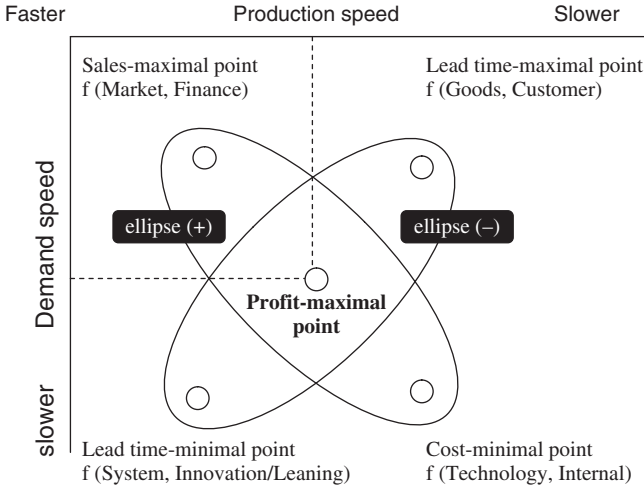 Faster Production speed Slower
Sales-maximal point
f (Market, Finance)
Lead time-maximal point
f (Goods, Customer)
Demand speed
slower
ellipse (+)
ellipse (–)
Profit-maximal
point
Lead time-minimal point
f (System, Innovation/Leaning)
Cost-minimal point
f (Technology, Internal)